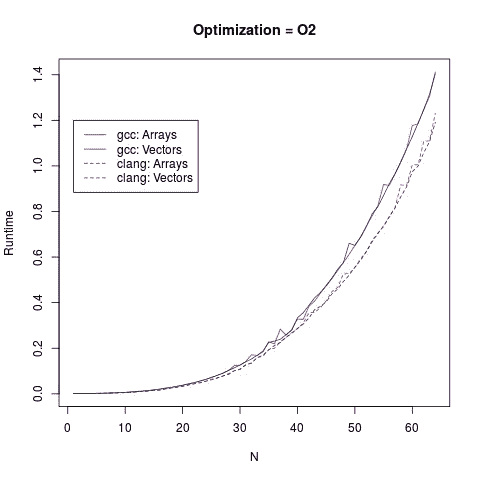 Optimization = O2
1.4
1.2
1.0
0.8
0.6
0.4
0.2
0.0
Runtime
gcc: Arrays
gcc: Vectors
clang: Arrays
clang: Vectors
0 10 20 30 40 50 60
N